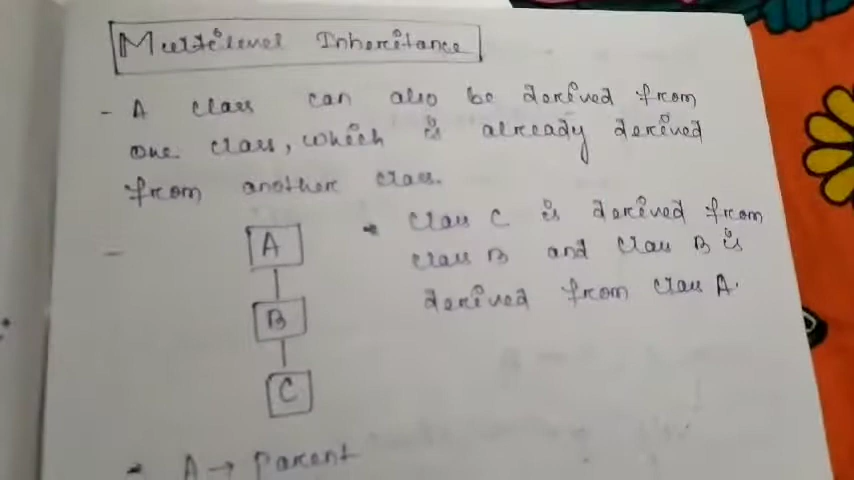 Multilevel Inheritance
- A class can also be derived from
one class, which is already derived
from another class.
A
B
C
class C is derived from
class B and class B is
derived from class A.
A → Parent